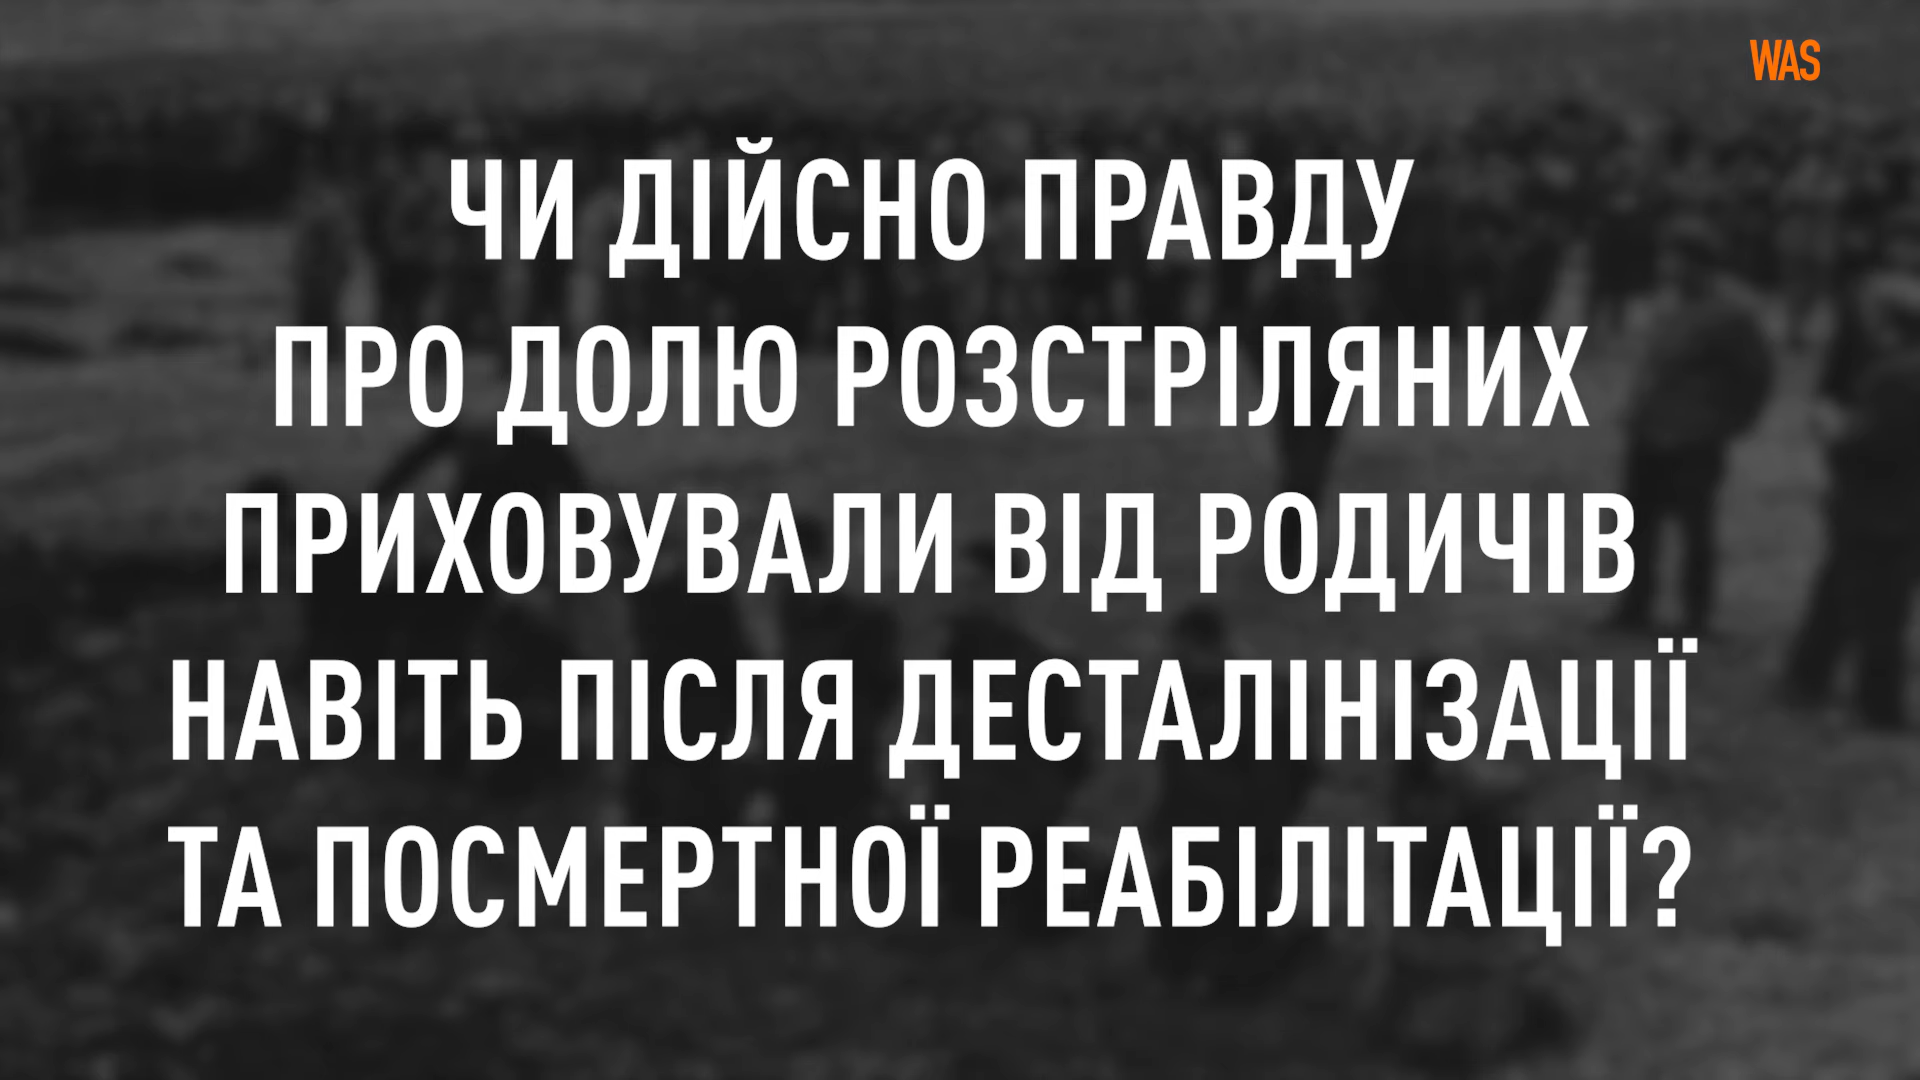 WAS
ЧИ ДІЙСНО ПРАВДУ
ПРО ДОЛЮ РОЗСТРІЛЯНИХ
ПРИХОВУВАЛИ ВІД РОДИЧІВ
НАВІТЬ ПІСЛЯ ДЕСТАЛІНІЗАЦІЇ
ТА ПОСМЕРТНОЇ РЕАБІЛІТАЦІЇ?